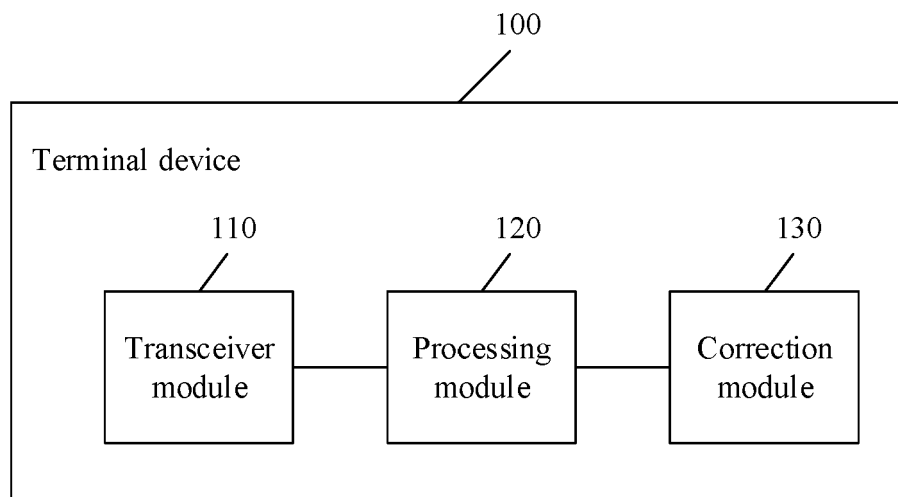 100
Terminal device
110
120
130
Transceiver
module
Processing
module
Correction
module